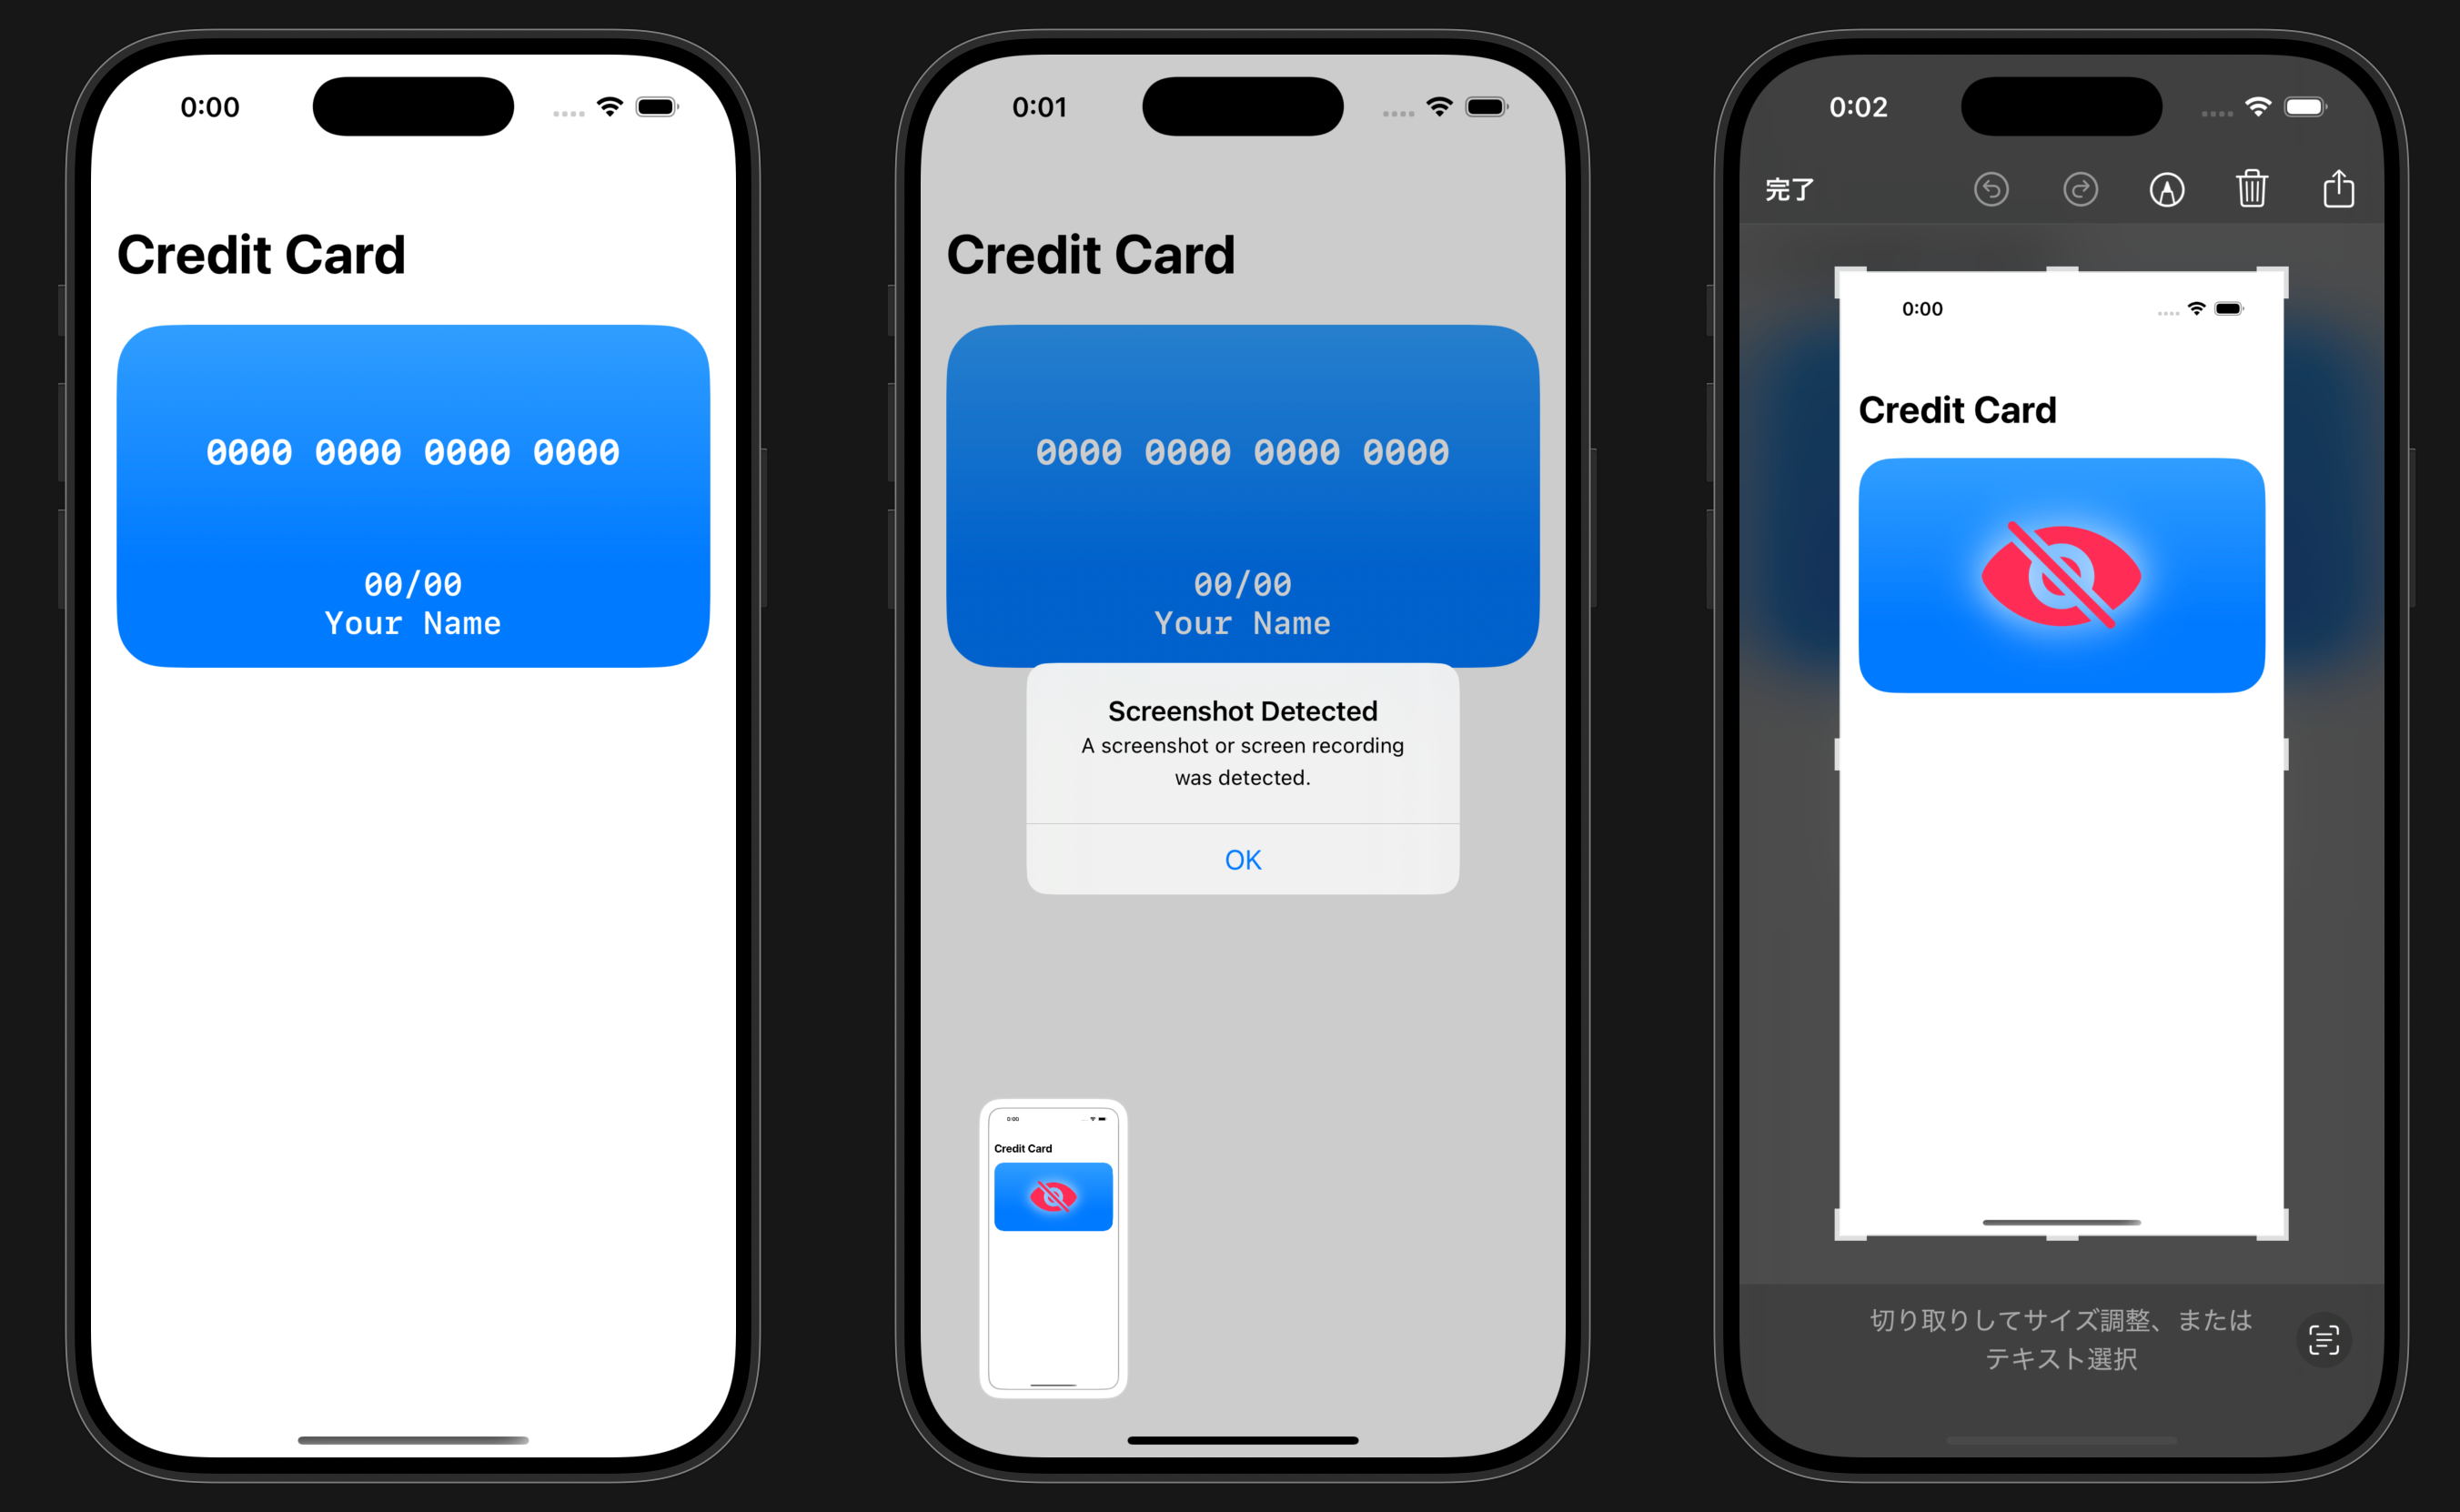 0:00
Credit Card
0000 0000 0000 0000
00/00
Your Name
0:01
Credit Card
0000 0000 0000 0000
00/00
Your Name
Screenshot Detected
A screenshot or screen recording
was detected.
OK
0:00
Credit Card
0:02
完了
0:00
Credit Card
切り取りしてサイズ調整、または
テキスト選択